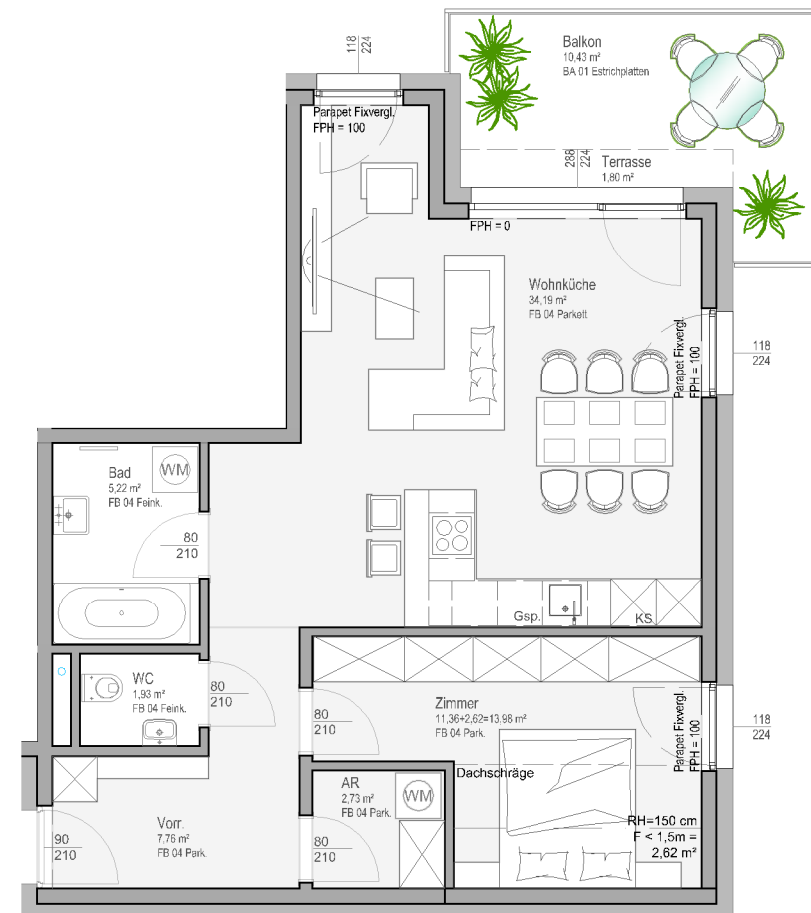 118
224
Balkon
10,43 m²
BA 01 Estrichplatten
Parapet Fixvergl.
FPH = 100
288
224
Terrasse
1,80 m²
FPH = 0
Wohnküche
34,19 m²
FB 04 Parkett
Parapet Fixvergl.
FPH = 100
118
224
Bad
5,22 m²
FB 04 Feink.
WM
80
210
Gsp.
KS
WC
1,93 m²
FB 04 Feink.
80
210
80
210
Zimmer
11,36+2,62=13,98 m²
FB 04 Park.
Parapet Fixvergl.
FPH = 100
118
224
Dachschräge
AR
2,73 m²
FB 04 Park.
WM
RH=150 cm
F < 1,5m =
2,62 m²
Vorr.
7,76 m²
FB 04 Park.
90
210
80
210